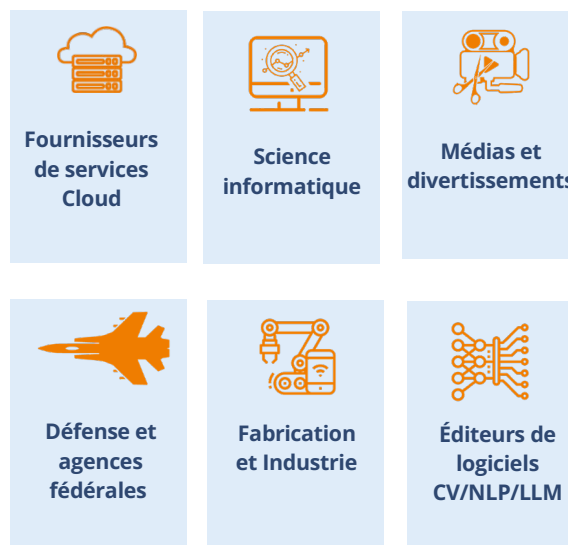 Fournisseurs
de services
Cloud
Science
informatique
Médias et
divertissements
Défense et
agences
fédérales
Fabrication
et Industrie
Éditeurs de
logiciels
CV/NLP/LLM